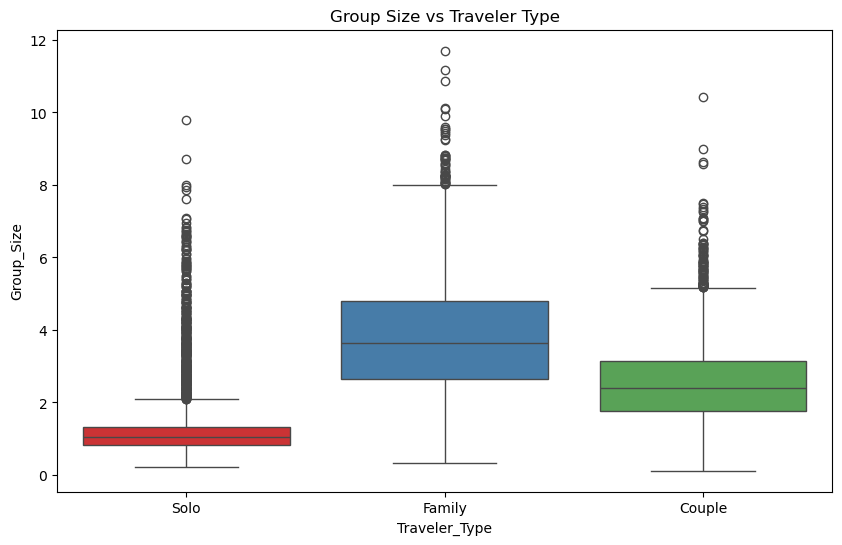 Group Size vs Traveler Type
12
10
8
6
4
2
0
Group_Size
Solo
Family
Couple
Traveler_Type